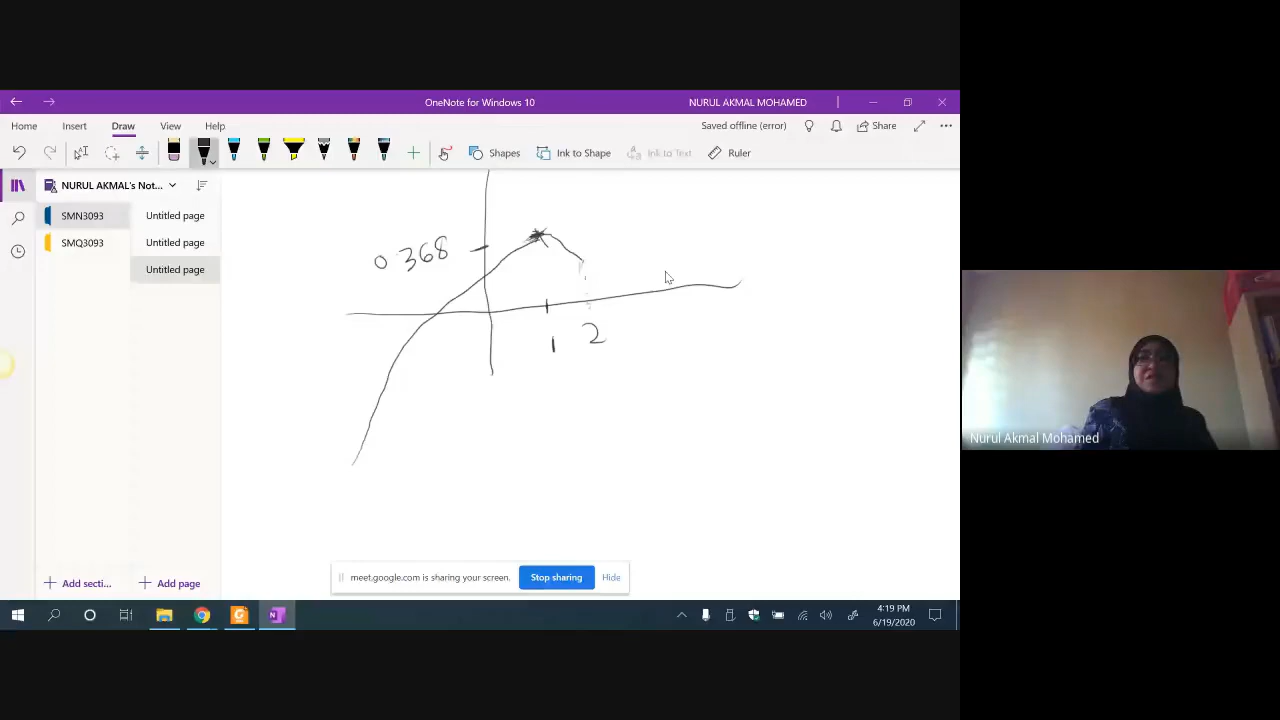 OneNote for Windows 10
NURUL AKMAL MOHAMED
Home Insert Draw View Help
Saved offline (error)
Share
Shapes
Ink to Shape
Ink to Text
Ruler
NURUL AKMAL's Not...
SMN3093
Untitled page
SMQ3093
Untitled page
Untitled page
0.368
1
2
Nurul Akmal Mohamed
Add secti...
Add page
meet.google.com is sharing your screen.
Stop sharing
Hide
4:19 PM
6/19/2020